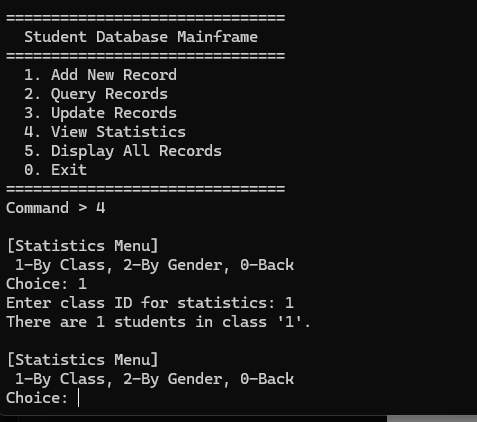 ===============================
Student Database Mainframe
===============================
1. Add New Record
2. Query Records
3. Update Records
4. View Statistics
5. Display All Records
0. Exit
===============================
Command > 4
[Statistics Menu]
1-By Class, 2-By Gender, 0-Back
Choice: 1
Enter class ID for statistics: 1
There are 1 students in class '1'.
[Statistics Menu]
1-By Class, 2-By Gender, 0-Back
Choice: